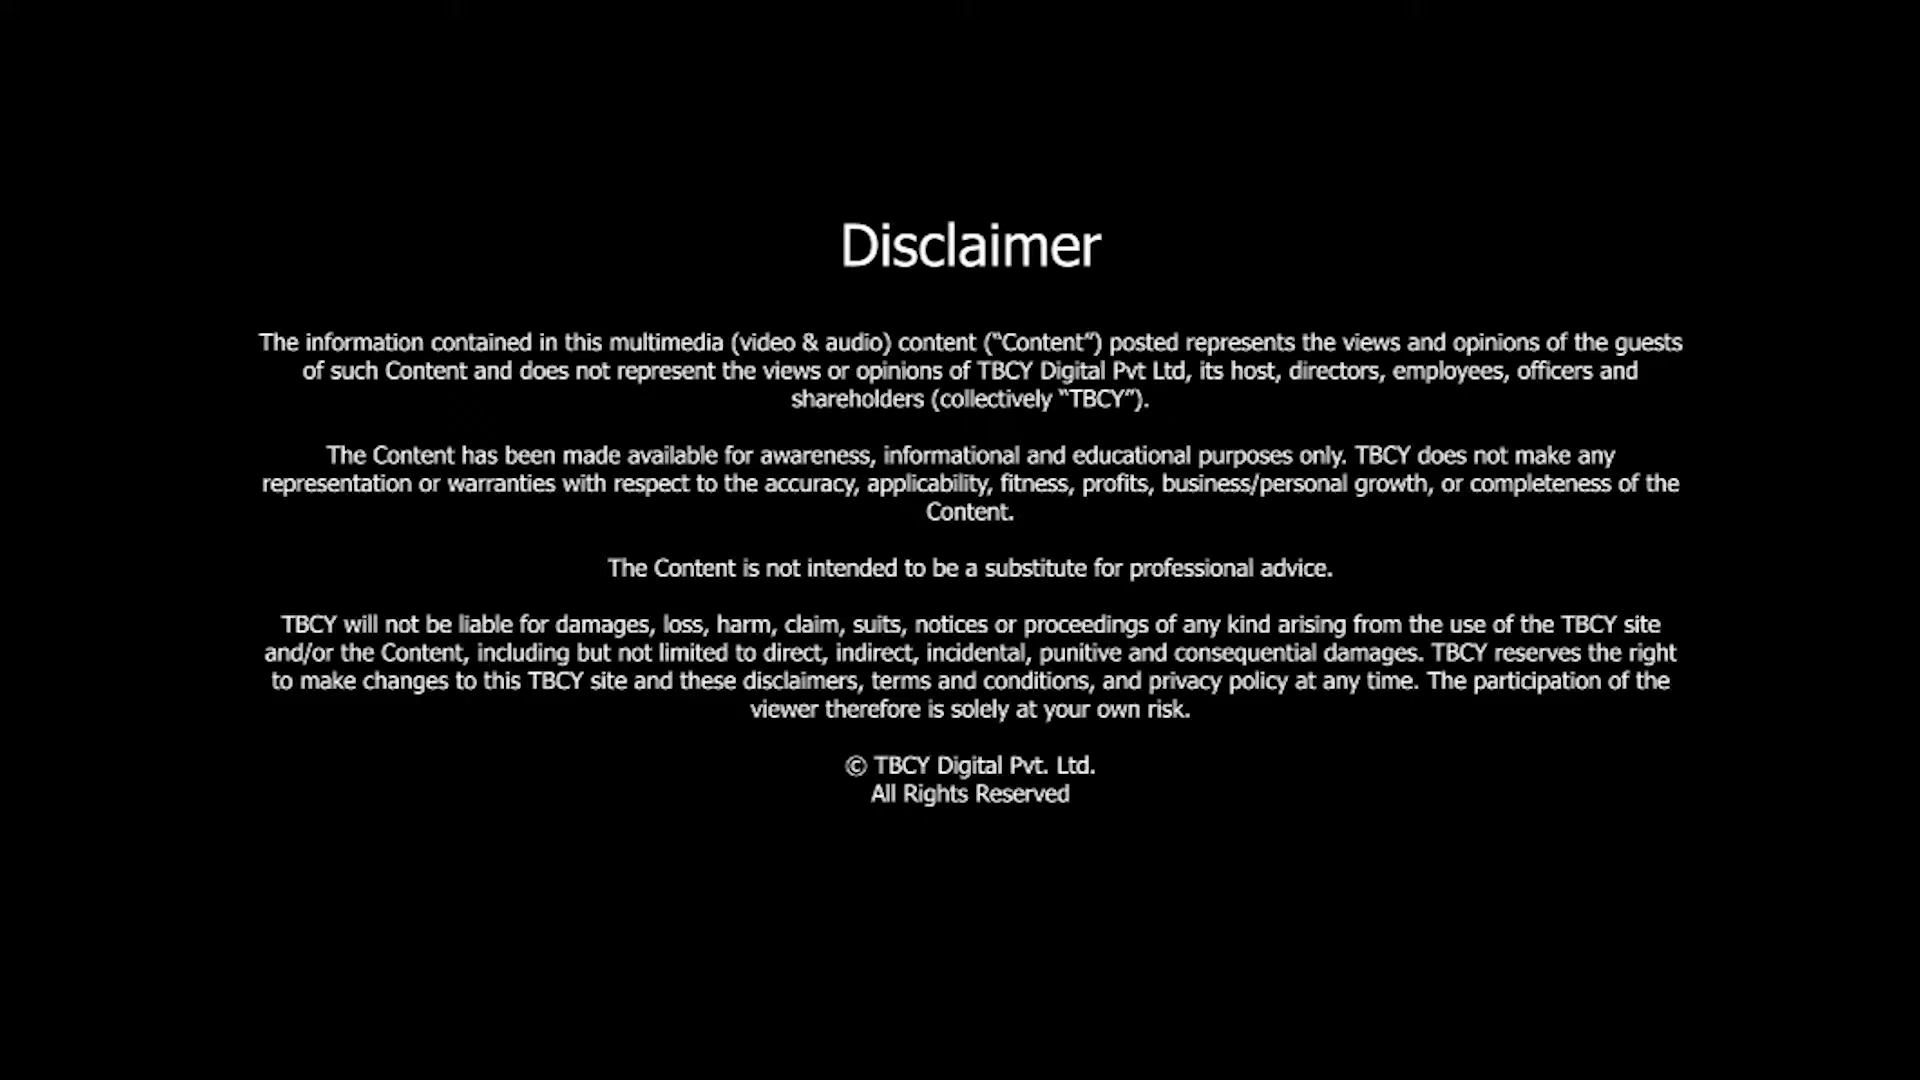 Disclaimer
The information contained in this multimedia (video & audio) content (“Content”) posted represents the views and opinions of the guests
of such Content and does not represent the views or opinions of TBCY Digital Pvt Ltd, its host, directors, employees, officers and
shareholders (collectively “TBCY”).
The Content has been made available for awareness, informational and educational purposes only. TBCY does not make any
representation or warranties with respect to the accuracy, applicability, fitness, profits, business/personal growth, or completeness of the
Content.
The Content is not intended to be a substitute for professional advice.
TBCY will not be liable for damages, loss, harm, claim, suits, notices or proceedings of any kind arising from the use of the TBCY site
and/or the Content, including but not limited to direct, indirect, incidental, punitive and consequential damages. TBCY reserves the right
to make changes to this TBCY site and these disclaimers, terms and conditions, and privacy policy at any time. The participation of the
viewer therefore is solely at your own risk.
© TBCY Digital Pvt. Ltd.
All Rights Reserved